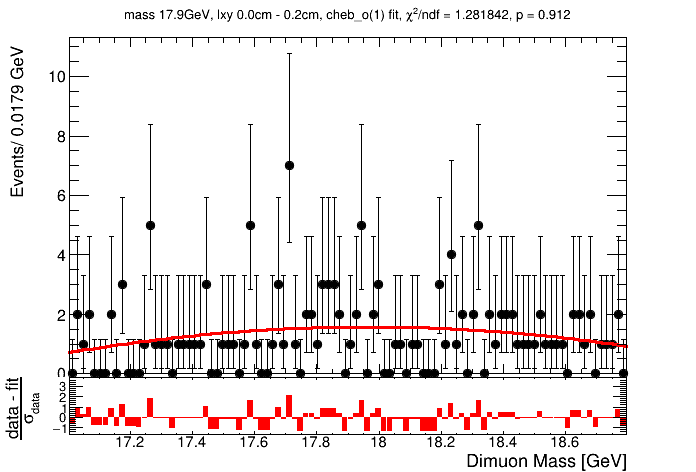 mass 17.9GeV, lxy 0.0cm - 0.2cm, cheb_o(1) fit, χ²/ndf = 1.281842, p = 0.912
Events/ 0.0179 GeV
10
8
6
4
2
0
data - fit
σdata
3
2
1
0
−1
17.2 17.4 17.6 17.8 18 18.2 18.4 18.6
Dimuon Mass [GeV]